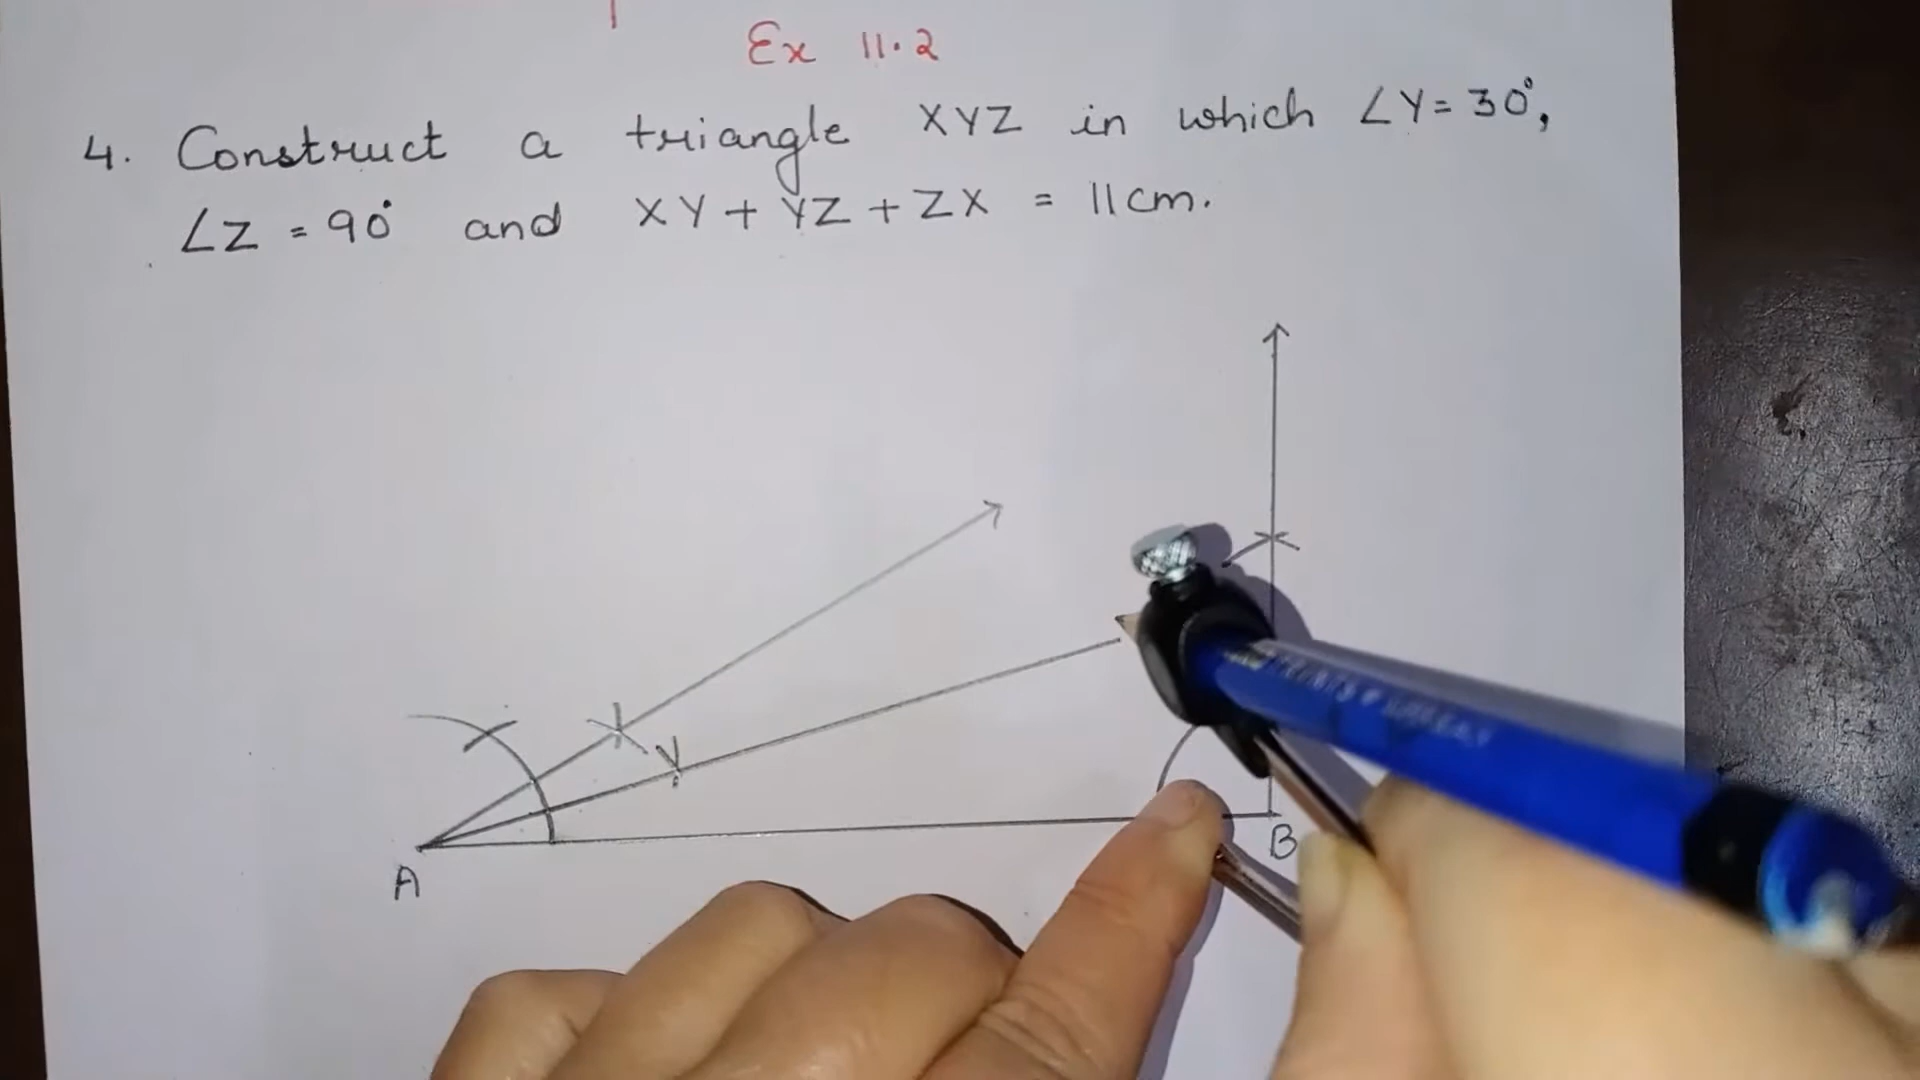 Ex 11.2
4. Construct a triangle XYZ in which ∠Y = 30°,
∠Z = 90° and XY + YZ + ZX = 11 cm.
A
B